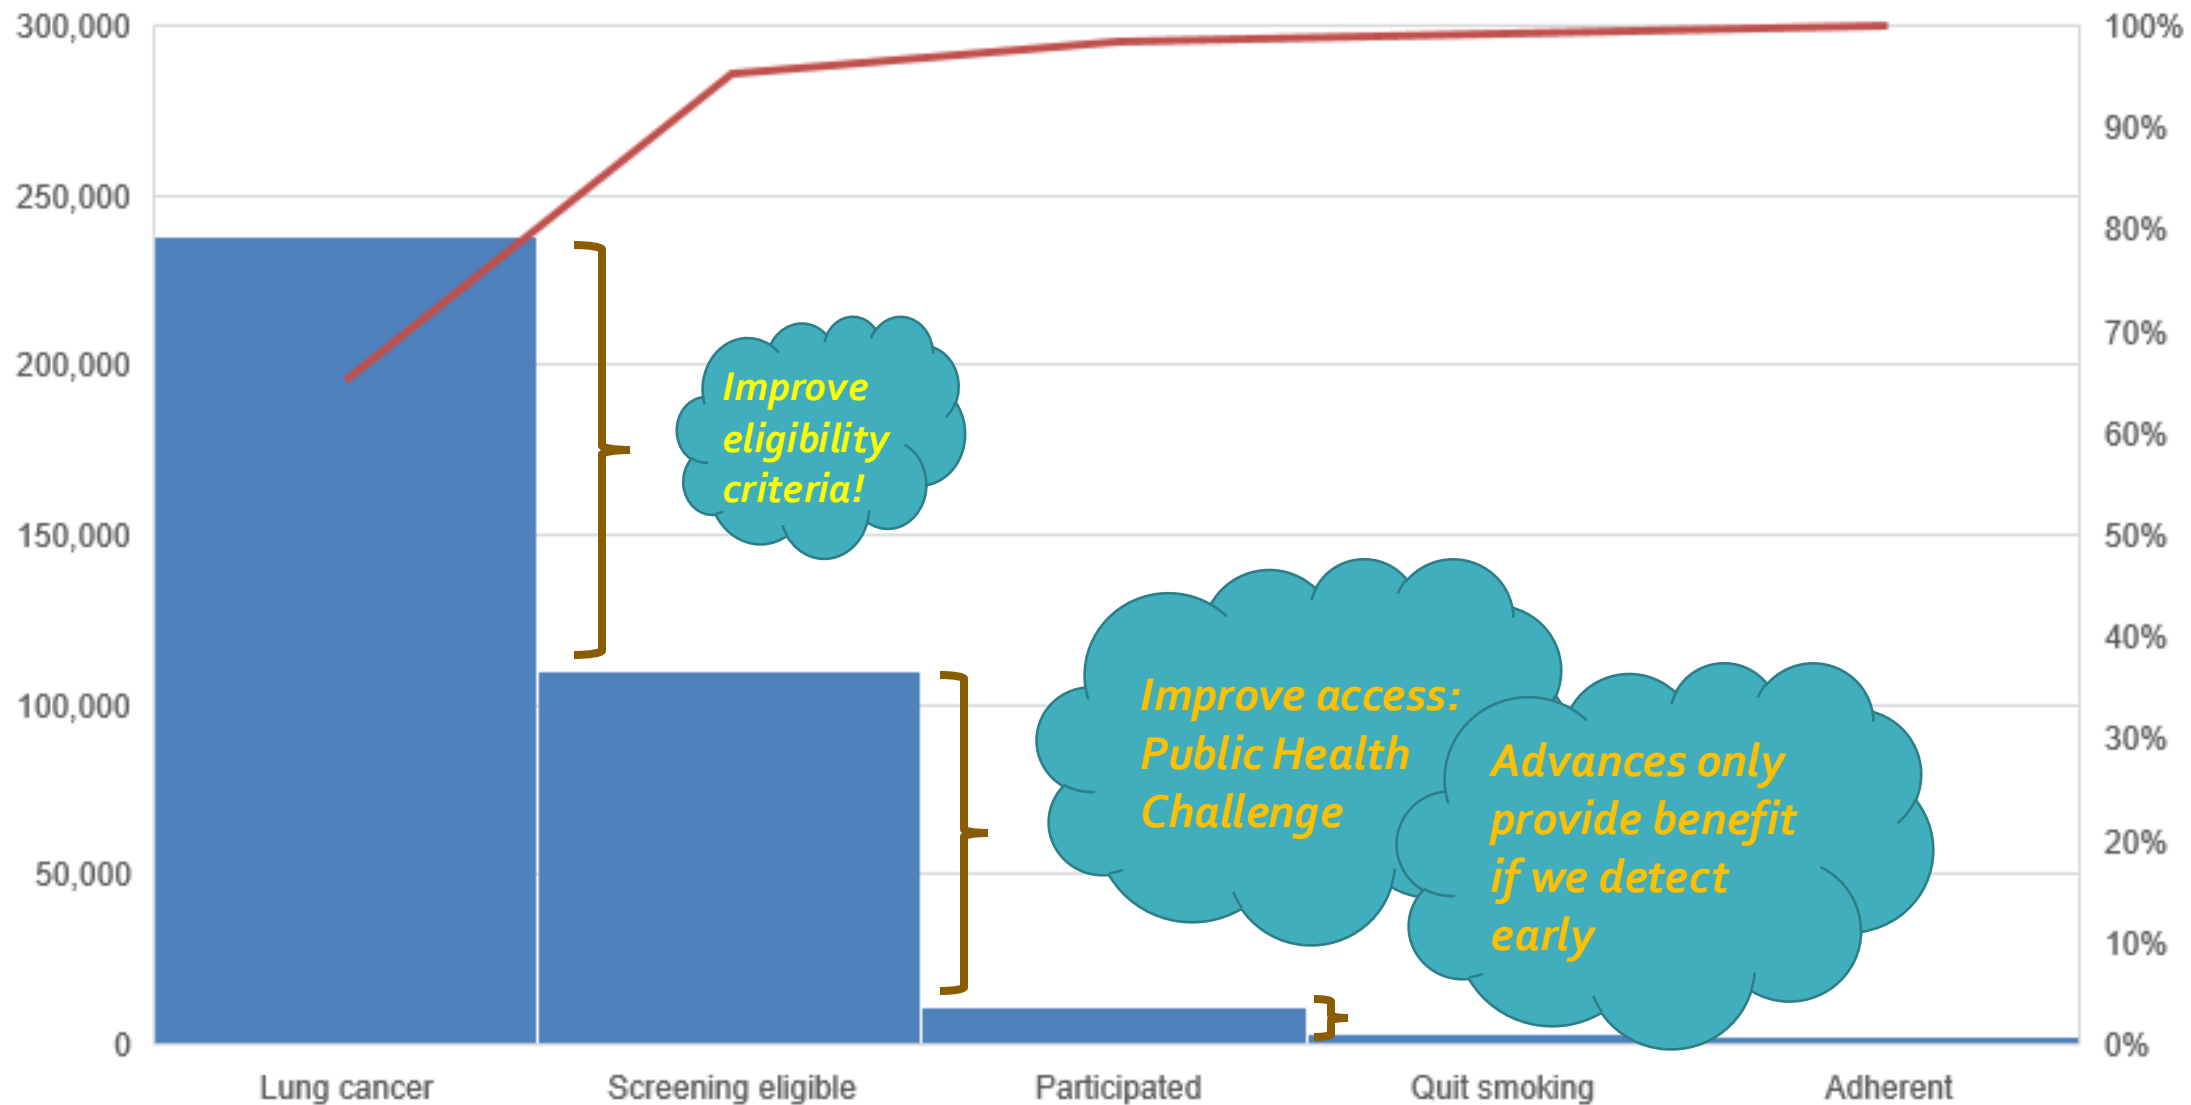 300,000
250,000
200,000
150,000
100,000
50,000
0
100%
90%
80%
70%
60%
50%
40%
30%
20%
10%
0%
Improve
eligibility
criteria!
Improve access:
Public Health
Challenge
Advances only
provide benefit
if we detect
early
Lung cancer
Screening eligible
Participated
Quit smoking
Adherent